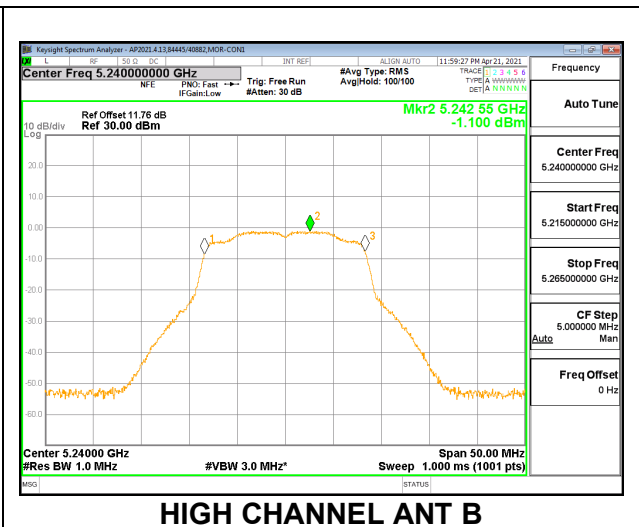 Keysight Spectrum Analyzer - AP2021.4.13,84445/40882,MOR-CON1
L RF 50 Ω DC INT REF ALIGN AUTO 11:59:27 PM Apr 21, 2021
Center Freq 5.240000000 GHz
NFE
PNO: Fast
IFGain:Low
Trig: Free Run
#Atten: 30 dB
#Avg Type: RMS
Avg|Hold: 100/100
TRACE 1 2 3 4 5 6
TYPE A WWWWW
DET A N N N N N
Mkr2 5.242 55 GHz
-1.100 dBm
Ref Offset 11.76 dB
10 dB/div Ref 30.00 dBm
Log
20.0
10.0
0.00
-10.0
-20.0
-30.0
-40.0
-50.0
-60.0
1
2
3
Center 5.24000 GHz Span 50.00 MHz
#Res BW 1.0 MHz #VBW 3.0 MHz* Sweep 1.000 ms (1001 pts)
MSG STATUS
Frequency
Auto Tune
Center Freq
5.240000000 GHz
Start Freq
5.215000000 GHz
Stop Freq
5.265000000 GHz
CF Step
5.000000 MHz
Auto Man
Freq Offset
0 Hz
HIGH CHANNEL ANT B